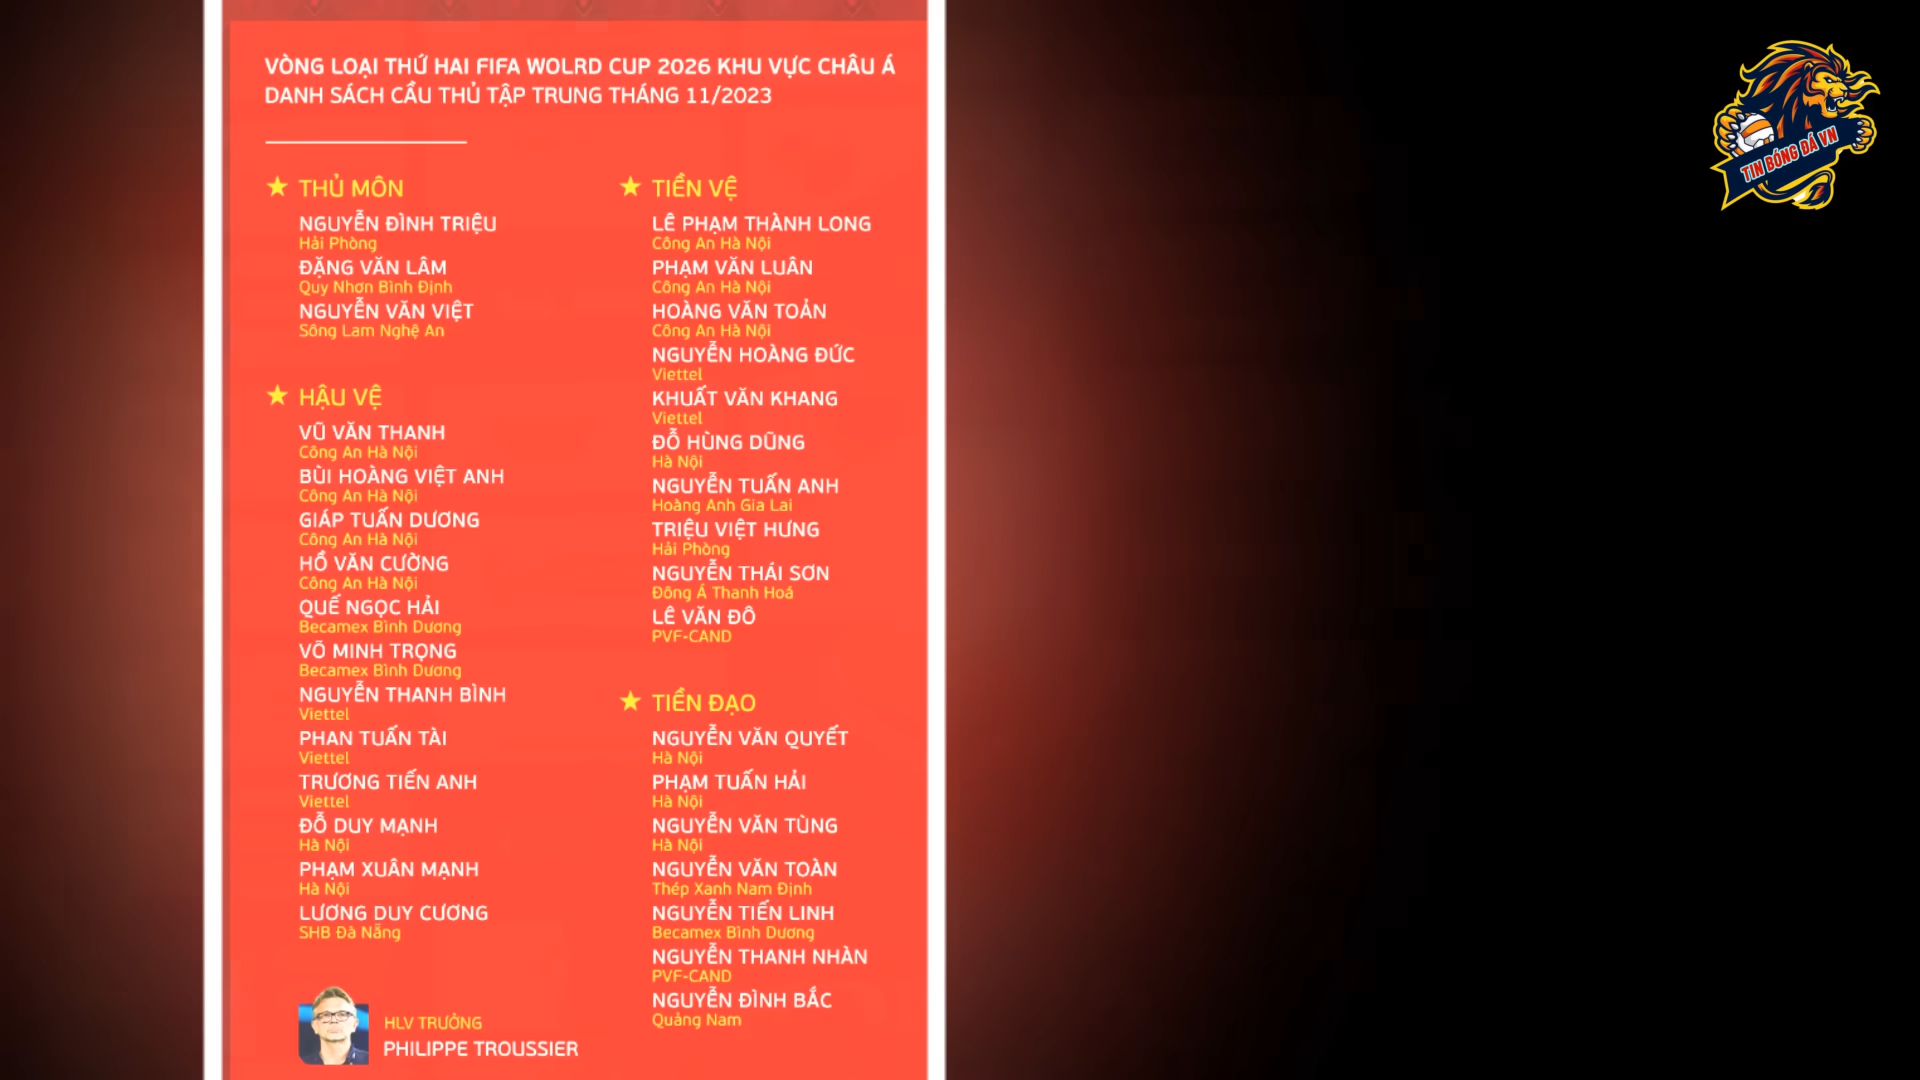 VÒNG LOẠI THỨ HAI FIFA WOLRD CUP 2026 KHU VỰC CHÂU Á
DANH SÁCH CẦU THỦ TẬP TRUNG THÁNG 11/2023
THỦ MÔN
NGUYỄN ĐÌNH TRIỆU
Hải Phòng
ĐẶNG VĂN LÂM
Quy Nhơn Bình Định
NGUYỄN VĂN VIỆT
Sông Lam Nghệ An
HẬU VỆ
VŨ VĂN THANH
Công An Hà Nội
BÙI HOÀNG VIỆT ANH
Công An Hà Nội
GIÁP TUẤN DƯƠNG
Công An Hà Nội
HỒ VĂN CƯỜNG
Công An Hà Nội
QUẾ NGỌC HẢI
Becamex Bình Dương
VÕ MINH TRỌNG
Becamex Bình Dương
NGUYỄN THANH BÌNH
Viettel
PHAN TUẤN TÀI
Viettel
TRƯƠNG TIẾN ANH
Viettel
ĐỖ DUY MẠNH
Hà Nội
PHẠM XUÂN MẠNH
Hà Nội
LƯƠNG DUY CƯƠNG
SHB Đà Nẵng
HLV TRƯỞNG
PHILIPPE TROUSSIER
TIỀN VỆ
LÊ PHẠM THÀNH LONG
Công An Hà Nội
PHẠM VĂN LUÂN
Công An Hà Nội
HOÀNG VĂN TOẢN
Công An Hà Nội
NGUYỄN HOÀNG ĐỨC
Viettel
KHUẤT VĂN KHANG
Viettel
ĐỖ HÙNG DŨNG
Hà Nội
NGUYỄN TUẤN ANH
Hoàng Anh Gia Lai
TRIỆU VIỆT HƯNG
Hải Phòng
NGUYỄN THÁI SƠN
Đông Á Thanh Hoá
LÊ VĂN ĐÔ
PVF-CAND
TIỀN ĐẠO
NGUYỄN VĂN QUYẾT
Hà Nội
PHẠM TUẤN HẢI
Hà Nội
NGUYỄN VĂN TÙNG
Hà Nội
NGUYỄN VĂN TOÀN
Thép Xanh Nam Định
NGUYỄN TIẾN LINH
Becamex Bình Dương
NGUYỄN THANH NHÀN
PVF-CAND
NGUYỄN ĐÌNH BẮC
Quảng Nam
TIN BÓNG ĐÁ VN